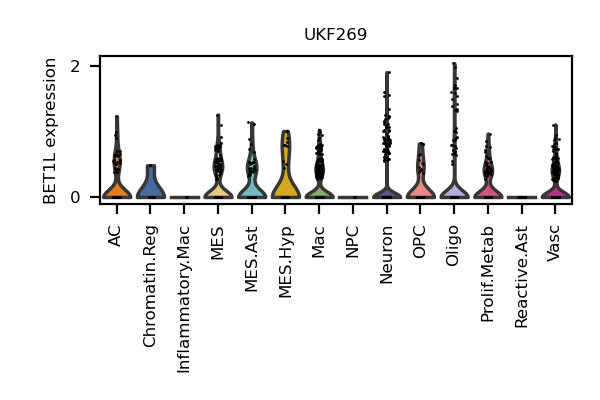 UKF269
BET1L expression
2
0
AC
Chromatin.Reg
Inflammatory.Mac
MES
MES.Ast
MES.Hyp
Mac
NPC
Neuron
OPC
Oligo
Prolif.Metab
Reactive.Ast
Vasc